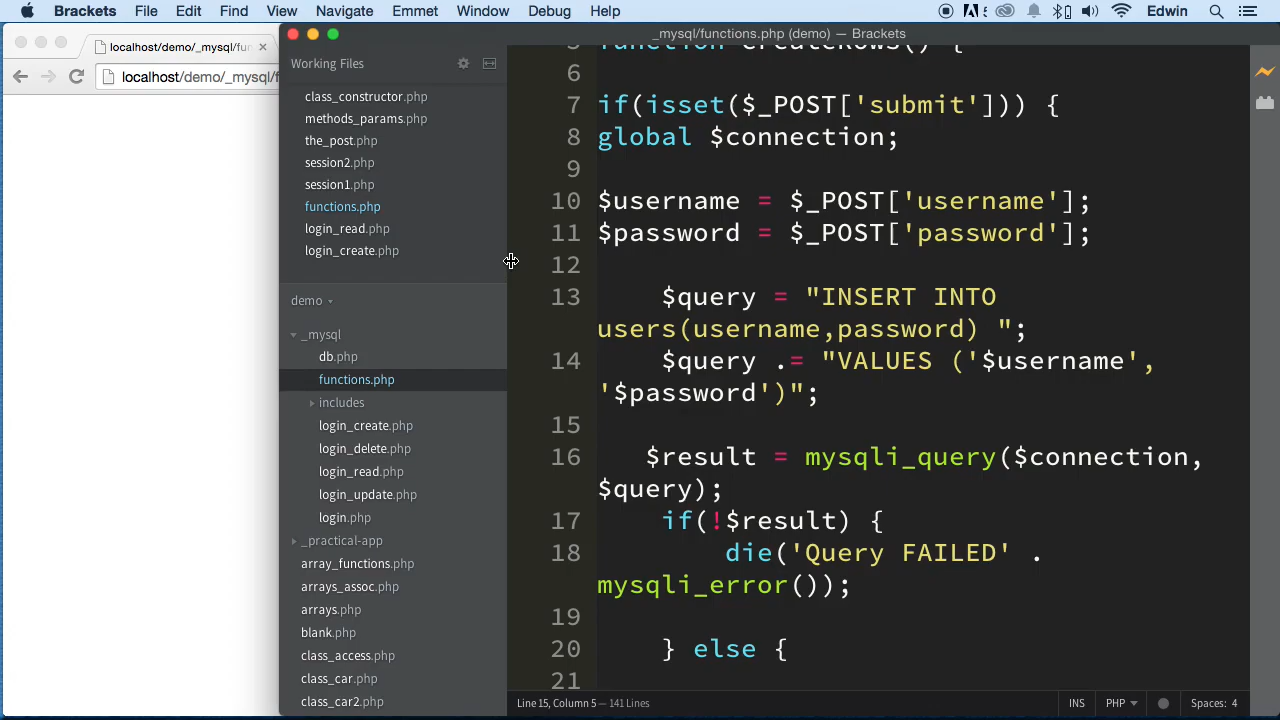 Brackets File Edit Find View Navigate Emmet Window Debug Help Edwin
localhost/demo/_mysql/fun
localhost/demo/_mysql/f
_mysql/functions.php (demo) — Brackets
Working Files
class_constructor.php
methods_params.php
the_post.php
session2.php
session1.php
functions.php
login_read.php
login_create.php
demo
_mysql
db.php
functions.php
includes
login_create.php
login_delete.php
login_read.php
login_update.php
login.php
_practical-app
array_functions.php
arrays_assoc.php
arrays.php
blank.php
class_access.php
class_car.php
class_car2.php
5 function createRows() {
6
7 if(isset($_POST['submit'])) {
8 global $connection;
9
10 $username = $_POST['username'];
11 $password = $_POST['password'];
12
13 $query = "INSERT INTO
users(username,password) ";
14 $query .= "VALUES ('$username',
'$password')";
15
16 $result = mysqli_query($connection,
$query);
17 if(!$result) {
18 die('Query FAILED' .
mysqli_error());
19
20 } else {
21
Line 15, Column 5 — 141 Lines
INS PHP Spaces: 4